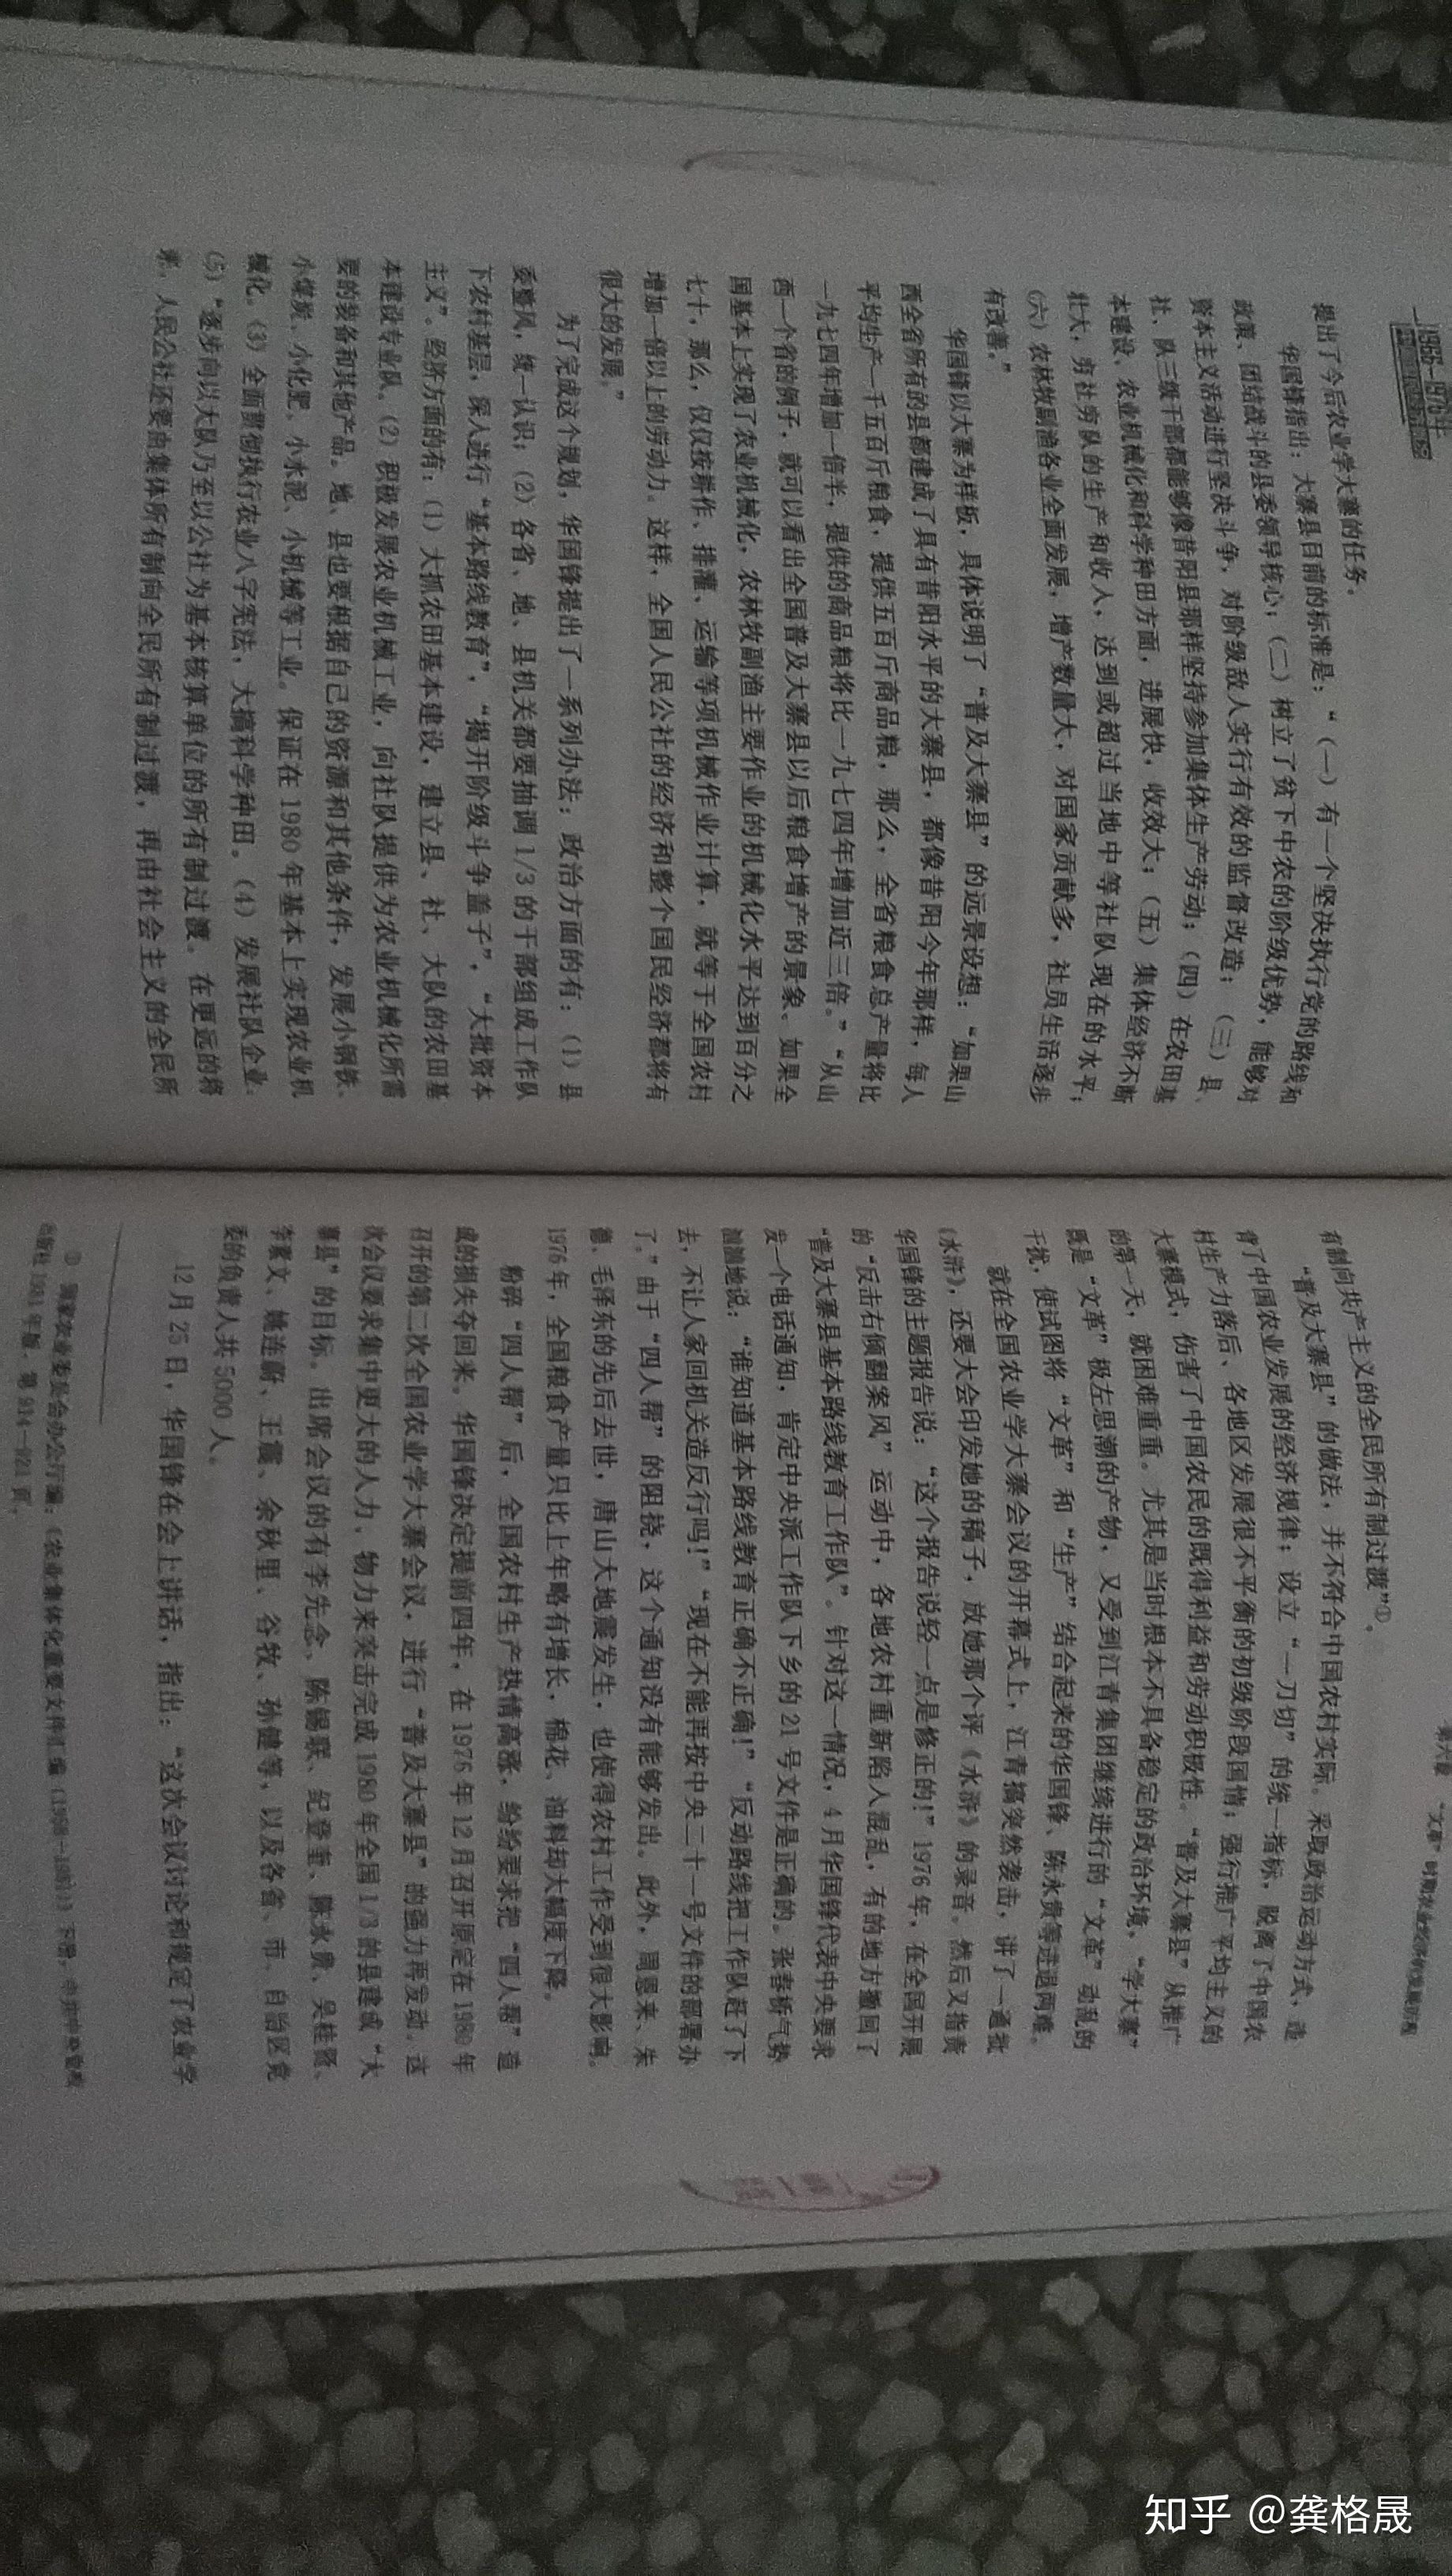 1966—1976年
提出了今后农业学大寨的任务。
华国锋指出：大寨县目前的标准是：“（一）有一个坚决执行党的路线和
政策、团结战斗的县委领导核心；（二）树立了贫下中农的阶级优势，能够对
资本主义活动进行坚决斗争，对阶级敌人实行有效的监督改造；（三）县、
社、队三级干部都能够像昔阳县那样坚持参加集体生产劳动；（四）在农田基
本建设、农业机械化和科学种田方面，进展快，收效大；（五）集体经济不断
壮大，穷社穷队的生产和收入，达到或超过当地中等社队现在的水平；
（六）农林牧副渔各业全面发展，增产数量大，对国家贡献多，社员生活逐步
有改善。”
华国锋以大寨为样板，具体说明了“普及大寨县”的远景设想：“如果山
西全省所有的县都建成了具有昔阳水平的大寨县，都像昔阳今年那样，每人
平均生产一千五百斤粮食，提供五百斤商品粮，那么，全省粮食总产量将比
一九七四年增加一倍半，提供的商品粮将比一九七四年增加近三倍。”“从山
西一个省的例子，就可以看出全国普及大寨县以后粮食增产的景象。如果全
国基本上实现了农业机械化，农林牧副渔主要作业的机械化水平达到百分之
七十，那么，仅仅按耕作、排灌、运输等项机械作业计算，就等于全国农村
增加一倍以上的劳动力。这样，全国人民公社的经济和整个国民经济都将有
很大的发展。”
为了完成这个规划，华国锋提出了一系列办法：政治方面的有：（1）县
委整风，统一认识；（2）各省、地、县机关都要抽调1/3的干部组成工作队
下农村基层，深入进行“基本路线教育”，“揭开阶级斗争盖子”，“大批资本
主义”。经济方面的有：（1）大抓农田基本建设，建立县、社、大队的农田基
本建设专业队。（2）积极发展农业机械工业，向社队提供为农业机械化所需
要的装备和其他产品。地、县也要根据自己的资源和其他条件，发展小钢铁、
小煤炭、小化肥、小水泥、小机械等工业。保证在1980年基本上实现农业机
械化。（3）全面贯彻执行农业八字宪法，大搞科学种田。（4）发展社队企业。
（5）“逐步向以大队乃至以公社为基本核算单位的所有制过渡。在更远的将
来，人民公社还要由集体所有制向全民所有制过渡，再由社会主义的全民所
第六章 “文革”时期农业经济的发展历程
有制向共产主义的全民所有制过渡”①。
“普及大寨县”的做法，并不符合中国农村实际。采取政治运动方式，违
背了中国农业发展的经济规律；设立“一刀切”的统一指标，脱离了中国农
村生产力落后、各地区发展很不平衡的初级阶段国情；强行推广平均主义的
大寨模式，伤害了中国农民的既得利益和劳动积极性。“普及大寨县”从推广
的第一天，就困难重重。尤其是当时根本不具备稳定的政治环境，“学大寨”
既是“文革”极左思潮的产物，又受到江青集团继续进行的“文革”动乱的
干扰，使试图将“文革”和“生产”结合起来的华国锋、陈永贵等进退两难。
就在全国农业学大寨会议的开幕式上，江青搞突然袭击，讲了一通批
《水浒》，还要大会印发她的稿子，放她那个评《水浒》的录音。然后又指责
华国锋的主题报告说：“这个报告说轻一点是修正的！”1976年，在全国开展
的“反击右倾翻案风”运动中，各地农村重新陷入混乱，有的地方撤回了
“普及大寨县基本路线教育工作队”。针对这一情况，4月华国锋代表中央要求
发一个电话通知，肯定中央派工作队下乡的21号文件是正确的。张春桥气势
汹汹地说：“谁知道基本路线教育正确不正确！”“反动路线把工作队赶了下
去，不让人家回机关造反行吗！”“现在不能再按中央二十一号文件的部署办
了。”由于“四人帮”的阻挠，这个通知没有能够发出。此外，周恩来、朱
德、毛泽东的先后去世，唐山大地震发生，也使得农村工作受到很大影响。
1976年，全国粮食产量只比上年略有增长，棉花、油料却大幅度下降。
粉碎“四人帮”后，全国农村生产热情高涨，纷纷要求把“四人帮”造
成的损失夺回来。华国锋决定提前四年，在1976年12月召开原定在1980年
召开的第二次全国农业学大寨会议，进行“普及大寨县”的强力再发动。这
次会议要求集中更大的人力、物力来突击完成1980年全国1/3的县建成“大
寨县”的目标。出席会议的有李先念、陈锡联、纪登奎、陈永贵、吴桂贤、
李素文、姚连蔚、王震、余秋里、谷牧、孙健等，以及各省、市、自治区党
委的负责人共5000人。
12月25日，华国锋在会上讲话，指出：“这次会议讨论和规定了农业学
① 国家农业委员会办公厅编：《农业集体化重要文件汇编（1958—1981）》下册，中共中央党校
出版社1981年版，第914—921页。
知乎 @龚格晟